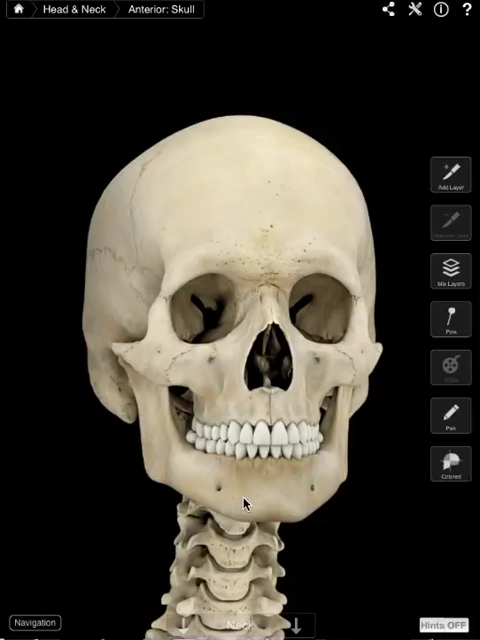 Head & Neck
Anterior: Skull
?
Add Layer
Remove Layer
Mix Layers
Pins
Pen
Colored
Navigation
Neck
Hints OFF